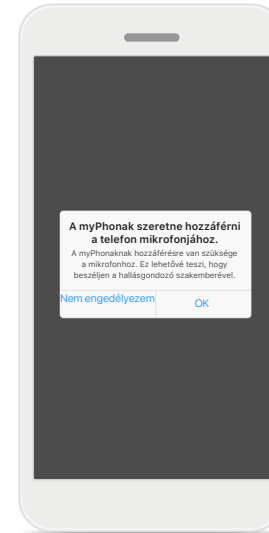 A myPhonak szeretne hozzáférni
a telefon mikrofonjához.
A myPhonaknak hozzáférésre van szüksége
a mikrofonhoz. Ez lehetővé teszi, hogy
beszéljen a hallásgondozó szakemberével.
Nem engedélyezem
OK